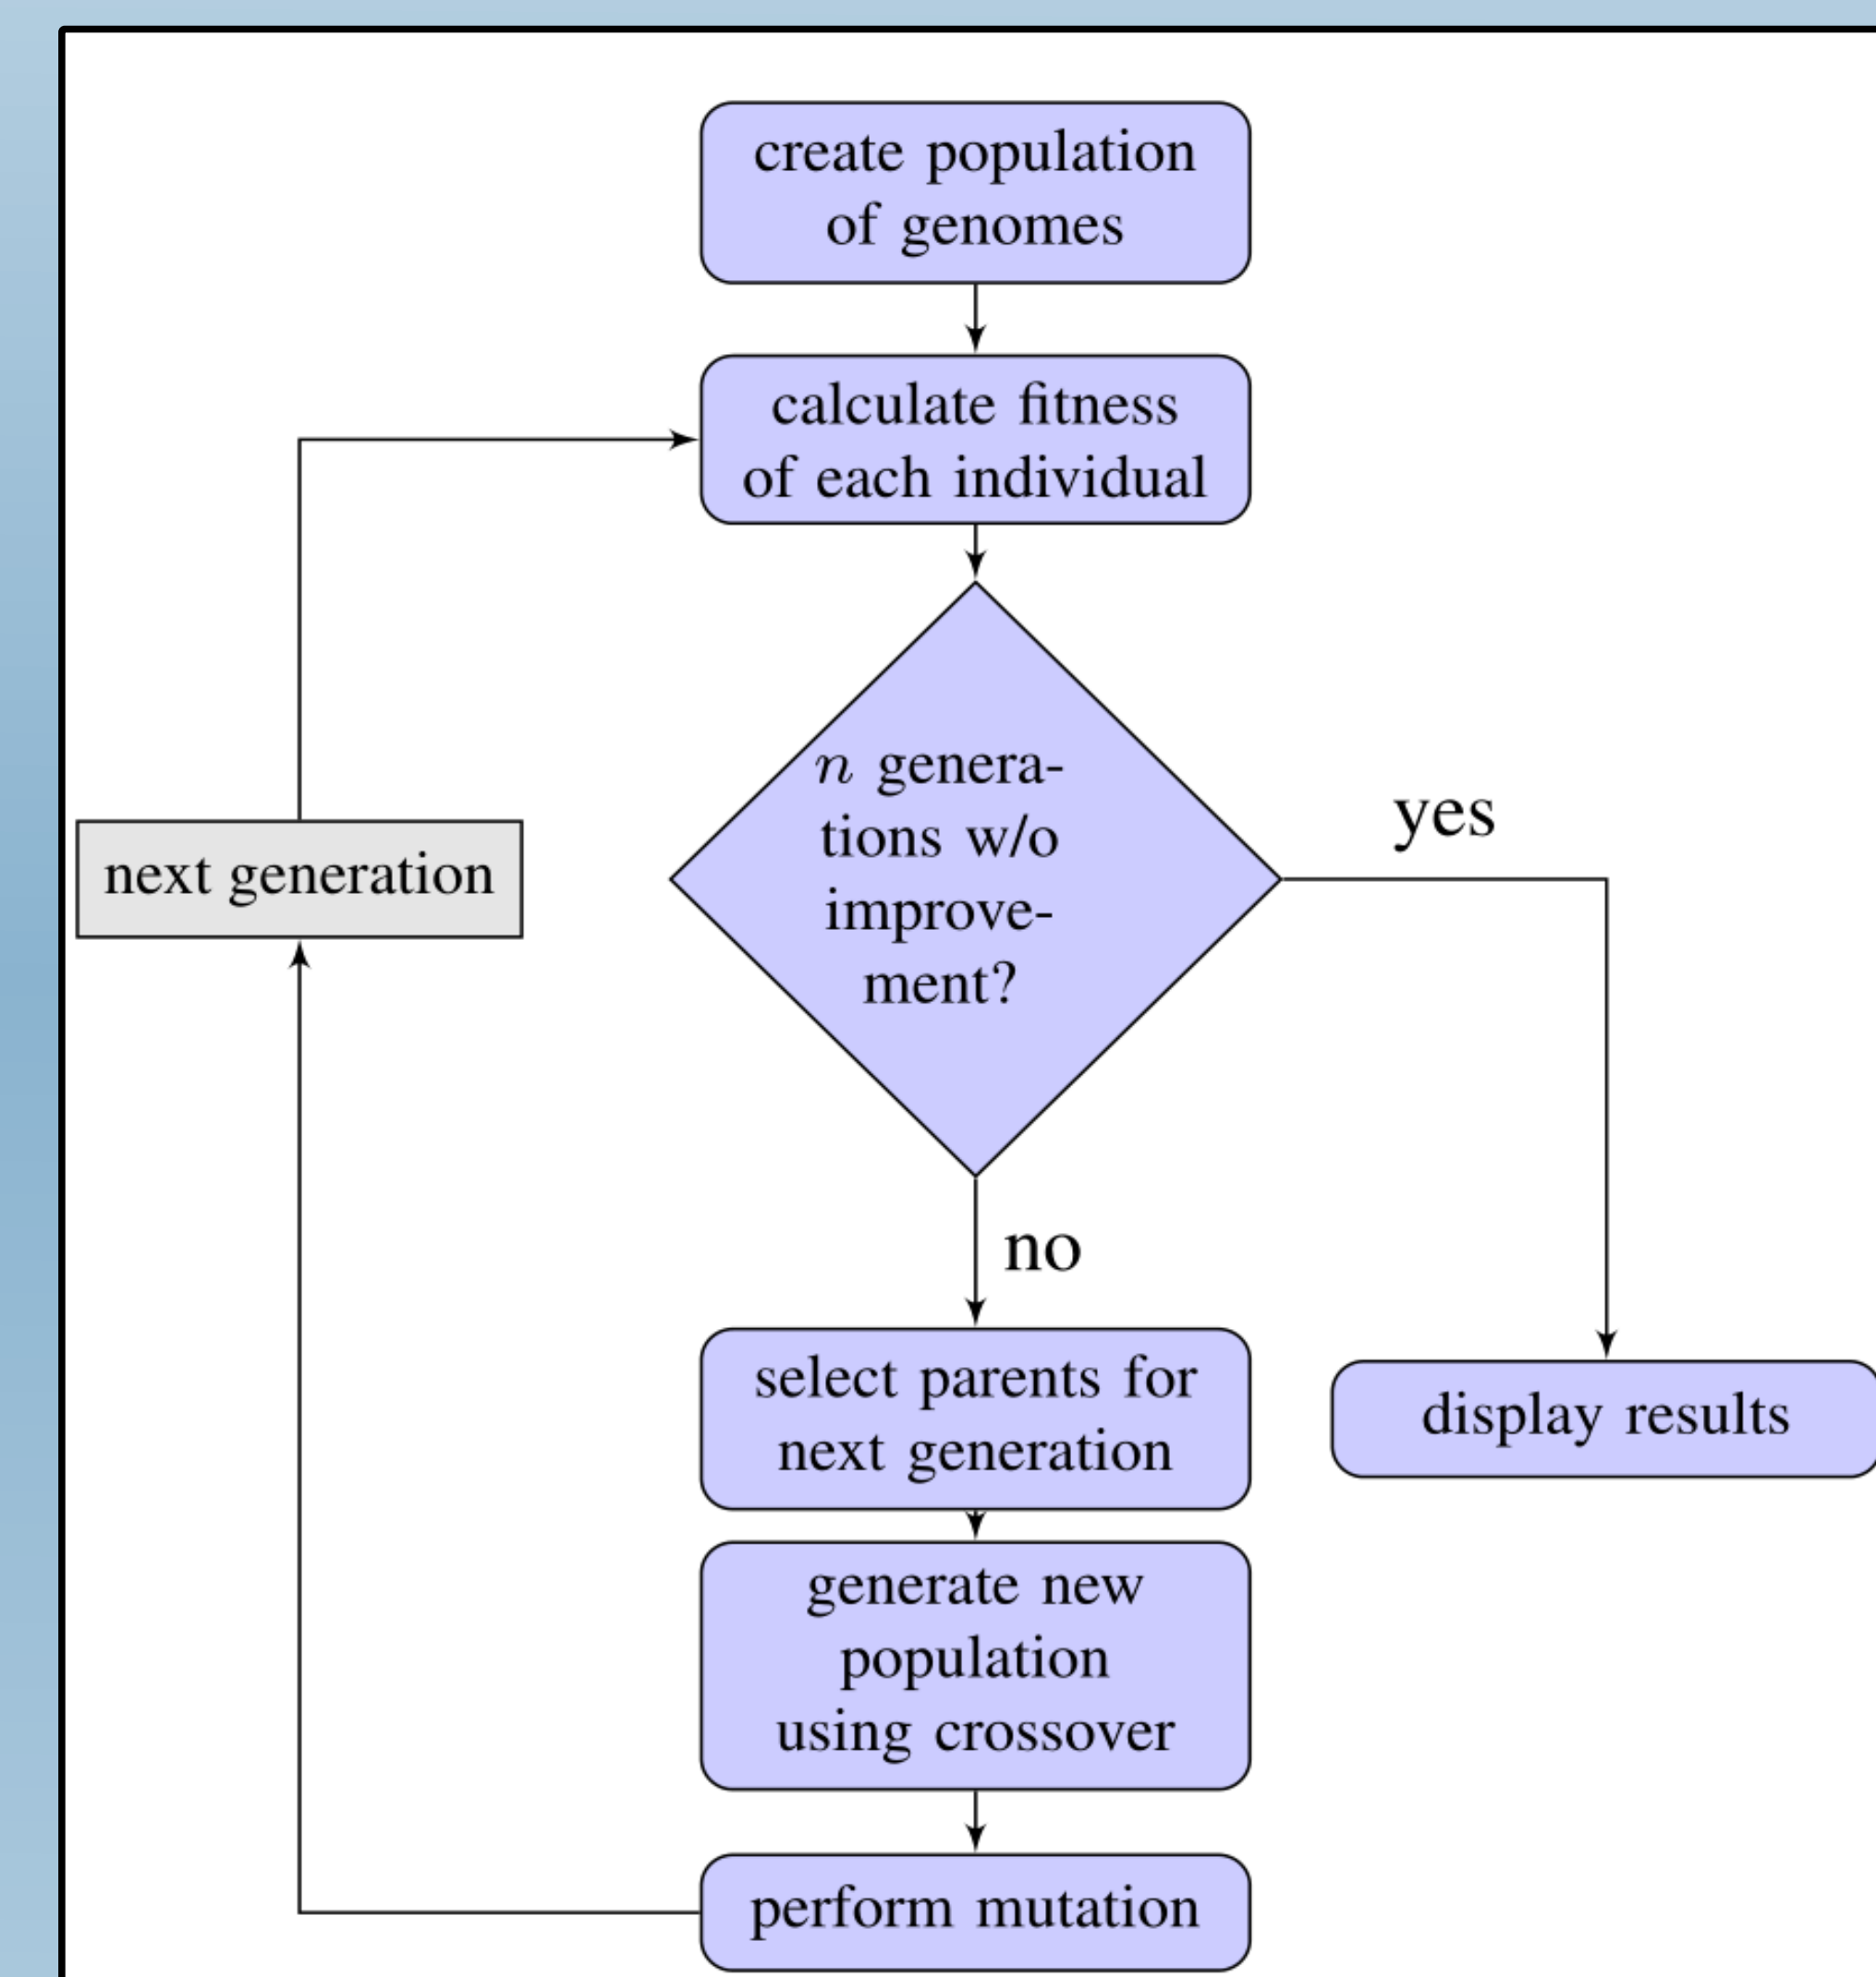 create population
of genomes
calculate fitness
of each individual
n genera-
tions w/o
improve-
ment?
yes
next generation
no
select parents for
next generation
display results
generate new
population
using crossover
perform mutation